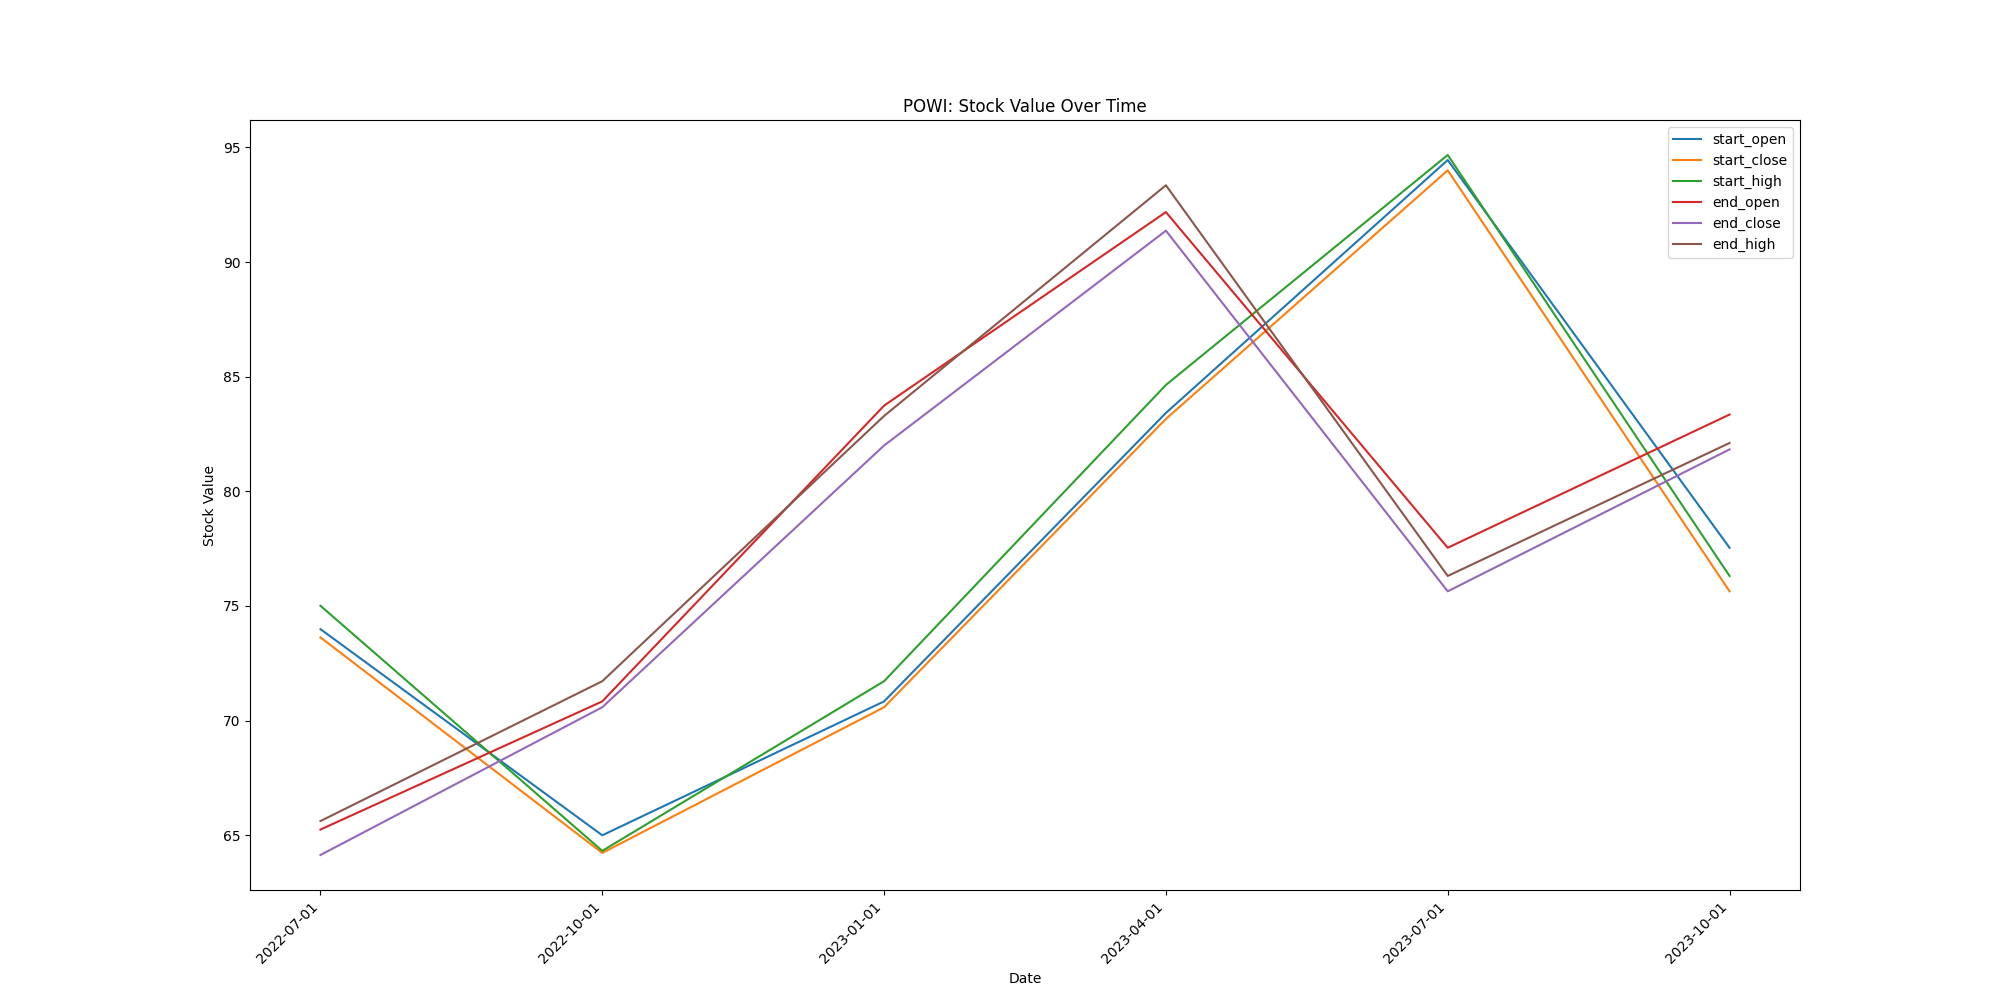 POWI: Stock Value Over Time
start_open
start_close
start_high
end_open
end_close
end_high
95
90
85
80
75
70
65
Stock Value
2022-07-01
2022-10-01
2023-01-01
2023-04-01
2023-07-01
2023-10-01
Date